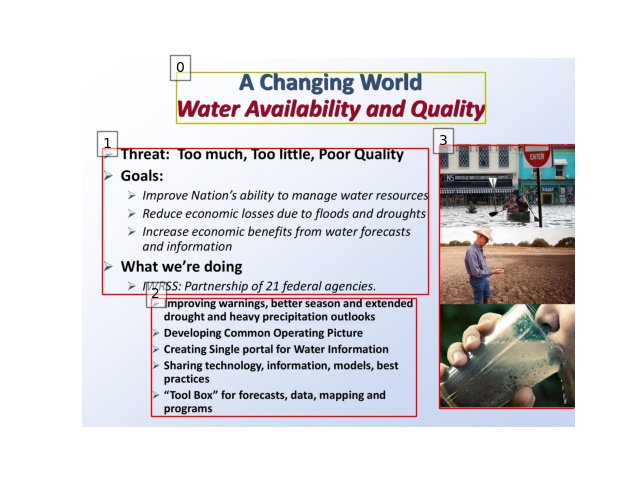 0
A Changing World
Water Availability and Quality
1
3
Threat: Too much, Too little, Poor Quality
ENTER
Goals:
Improve Nation's ability to manage water resources
Reduce economic losses due to floods and droughts
Increase economic benefits from water forecasts
and information
What we're doing
Partnership of 21 federal agencies.
2
Improving warnings, better season and extended
drought and heavy precipitation outlooks
Developing Common Operating Picture
Creating Single portal for Water Information
Sharing technology, information, models, best
practices
“Tool Box” for forecasts, data, mapping and
programs